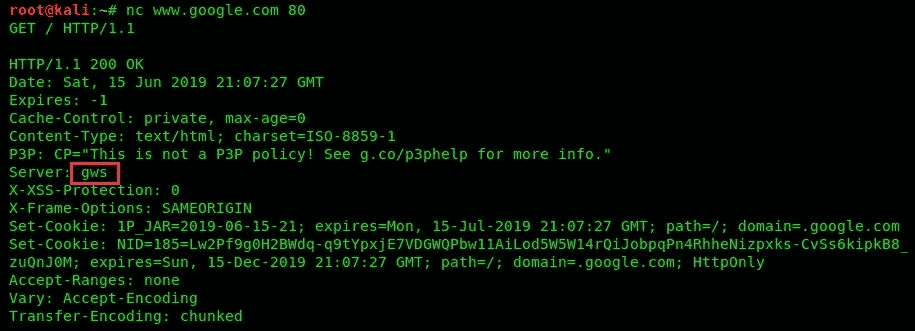 root@kali:~# nc www.google.com 80
GET / HTTP/1.1
HTTP/1.1 200 OK
Date: Sat, 15 Jun 2019 21:07:27 GMT
Expires: -1
Cache-Control: private, max-age=0
Content-Type: text/html; charset=ISO-8859-1
P3P: CP="This is not a P3P policy! See g.co/p3phelp for more info."
Server: gws
X-XSS-Protection: 0
X-Frame-Options: SAMEORIGIN
Set-Cookie: 1P_JAR=2019-06-15-21; expires=Mon, 15-Jul-2019 21:07:27 GMT; path=/; domain=.google.com
Set-Cookie: NID=185=Lw2Pf9g0H2BWdq-q9tYpxjE7VDGWQPbw11AiLod5W5W14rQiJobpqPn4RhheNizpxks-CvSs6kipkB8_
zuQnJ0M; expires=Sun, 15-Dec-2019 21:07:27 GMT; path=/; domain=.google.com; HttpOnly
Accept-Ranges: none
Vary: Accept-Encoding
Transfer-Encoding: chunked